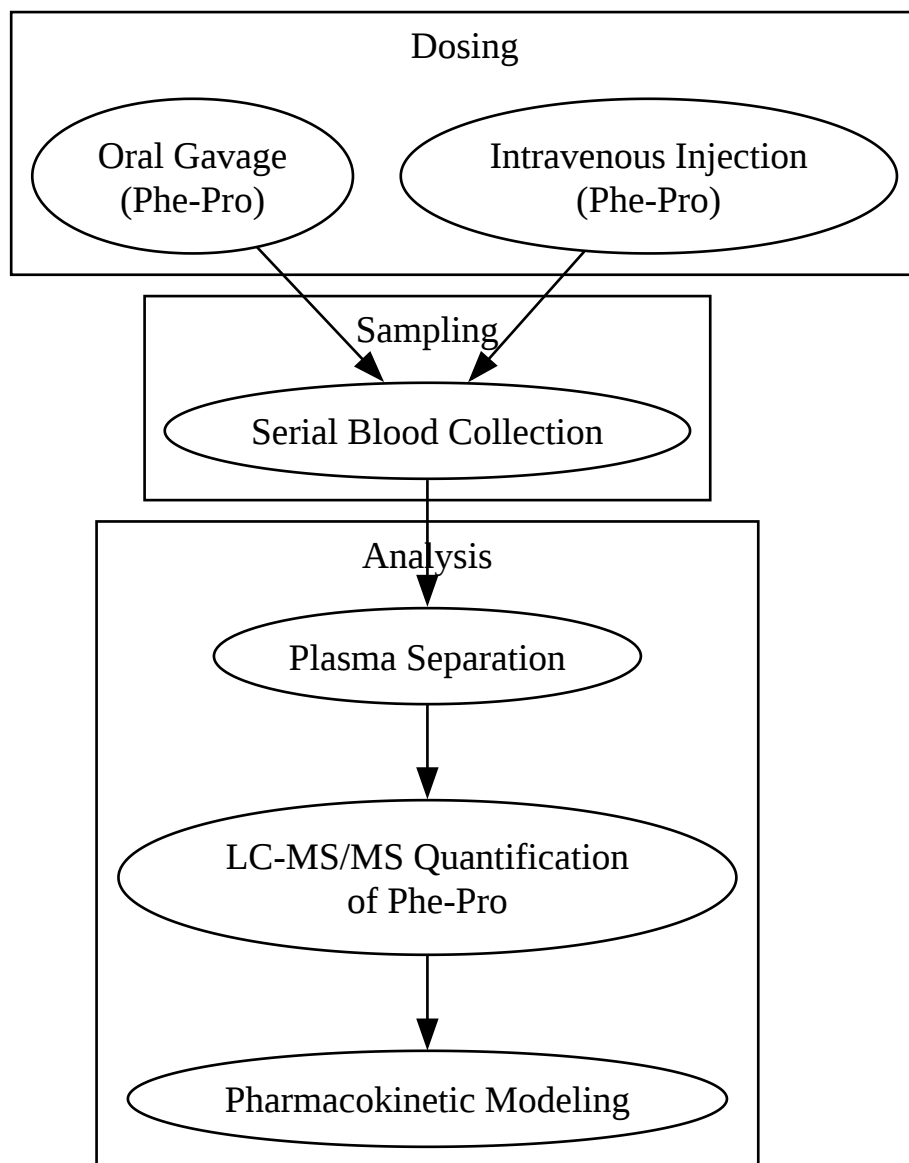 Dosing
Oral Gavage
(Phe-Pro)
Intravenous Injection
(Phe-Pro)
Sampling
Serial Blood Collection
Analysis
Plasma Separation
LC-MS/MS Quantification
of Phe-Pro
Pharmacokinetic Modeling